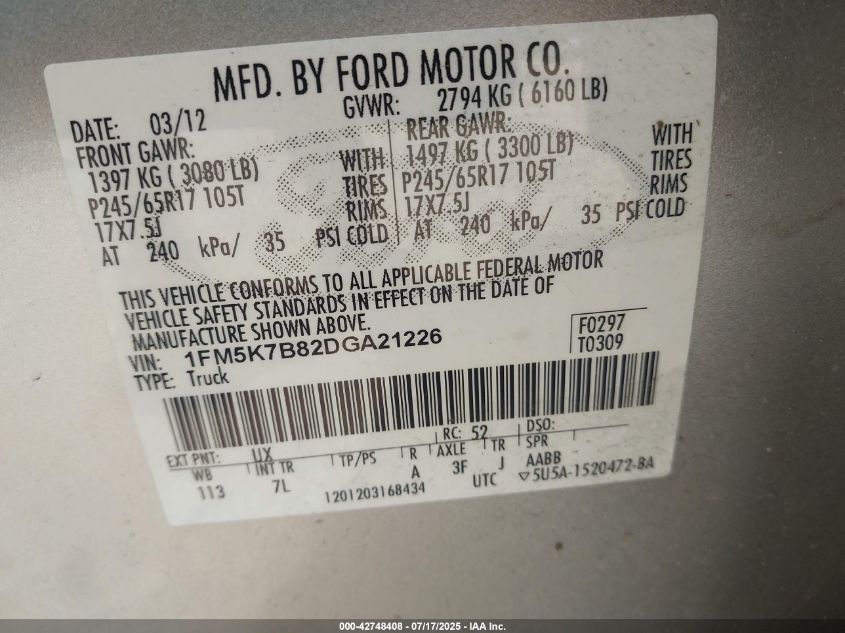 MFD. BY FORD MOTOR CO.
DATE: 03/12 GVWR: 2794 KG ( 6160 LB)
FRONT GAWR: REAR GAWR:
1397 KG ( 3080 LB) WITH 1497 KG ( 3300 LB) WITH
P245/65R17 105T TIRES P245/65R17 105T TIRES
17X7.5J RIMS 17X7.5J RIMS
AT 240 kPa/ 35 PSI COLD AT 240 kPa/ 35 PSI COLD
THIS VEHICLE CONFORMS TO ALL APPLICABLE FEDERAL MOTOR
VEHICLE SAFETY STANDARDS IN EFFECT ON THE DATE OF
MANUFACTURE SHOWN ABOVE.
VIN: 1FM5K7B82DGA21226 F0297
TYPE: Truck T0309
EXT PNT: UX RC: 52 DSO:
WB INT TR TP/PS R AXLE TR SPR
113 7L A 3F J AABB
1201203168434 UTC ▽5U5A-1520472-BA
000-42748408 - 07/17/2025 - IAA Inc.